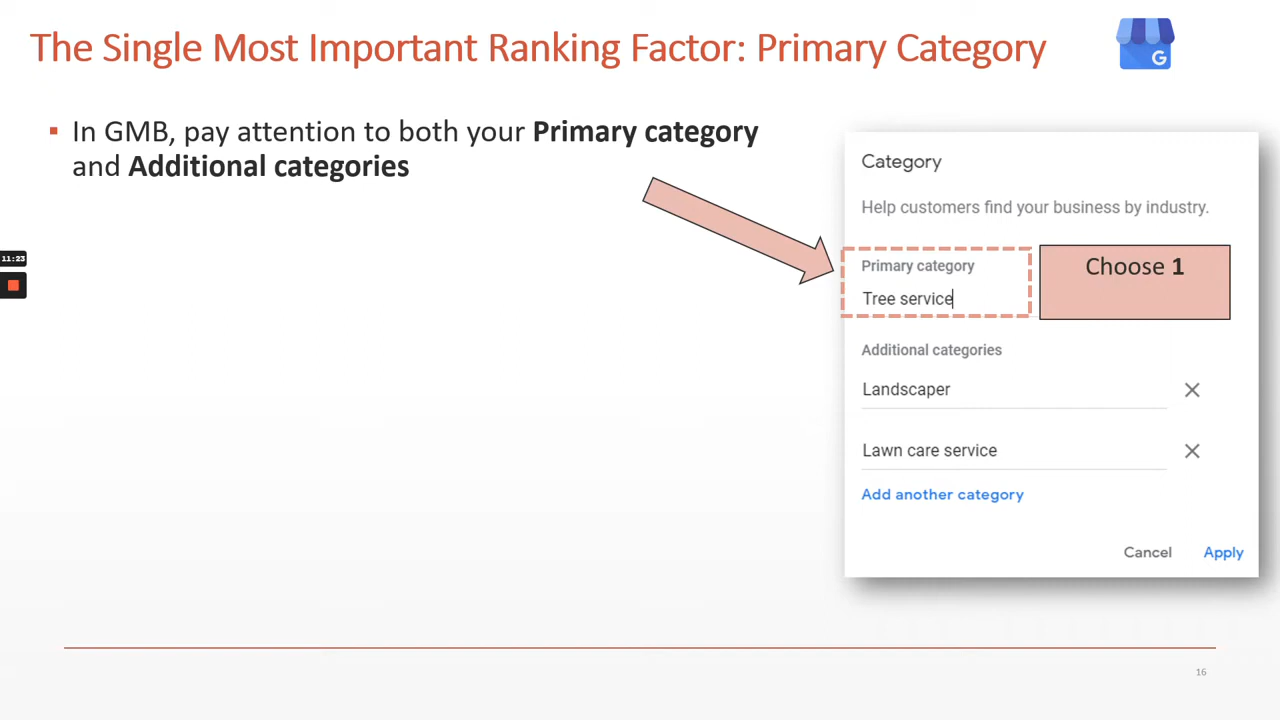 The Single Most Important Ranking Factor: Primary Category
G
▪ In GMB, pay attention to both your Primary category
and Additional categories
Category
Help customers find your business by industry.
11:23
Primary category
Choose 1
Tree service
Additional categories
Landscaper
Lawn care service
Add another category
Cancel Apply
16